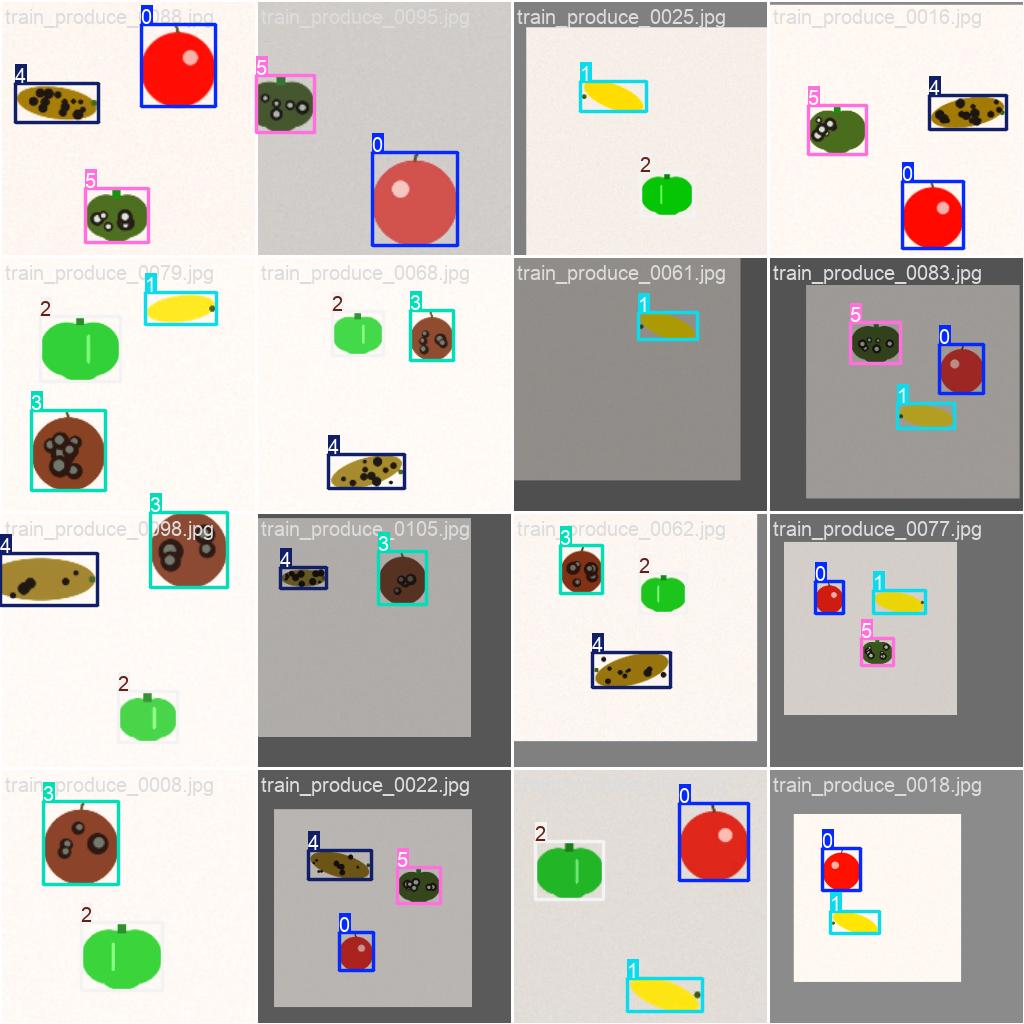 train_produce_0088.jpg
0
4
5
train_produce_0095.jpg
5
0
train_produce_0025.jpg
1
2
train_produce_0016.jpg
5
4
0
train_produce_0079.jpg
1
2
3
train_produce_0068.jpg
2
3
4
train_produce_0061.jpg
1
train_produce_0083.jpg
5
0
1
train_produce_0098.jpg
3
4
2
train_produce_0105.jpg
4
3
train_produce_0062.jpg
3
2
4
train_produce_0077.jpg
0
1
5
train_produce_0008.jpg
3
2
train_produce_0022.jpg
4
5
0
0
2
1
train_produce_0018.jpg
0
1